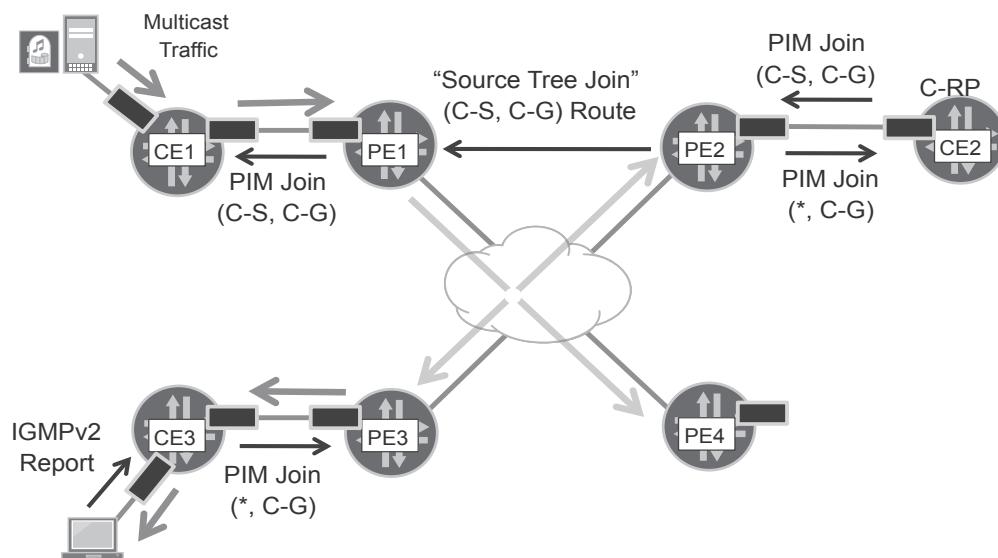 Multicast
Traffic
“Source Tree Join”
(C-S, C-G) Route
PIM Join
(C-S, C-G)
C-RP
CE1
PE1
PE2
CE2
PIM Join
(C-S, C-G)
PIM Join
(*, C-G)
IGMPv2
Report
CE3
PE3
PE4
PIM Join
(*, C-G)